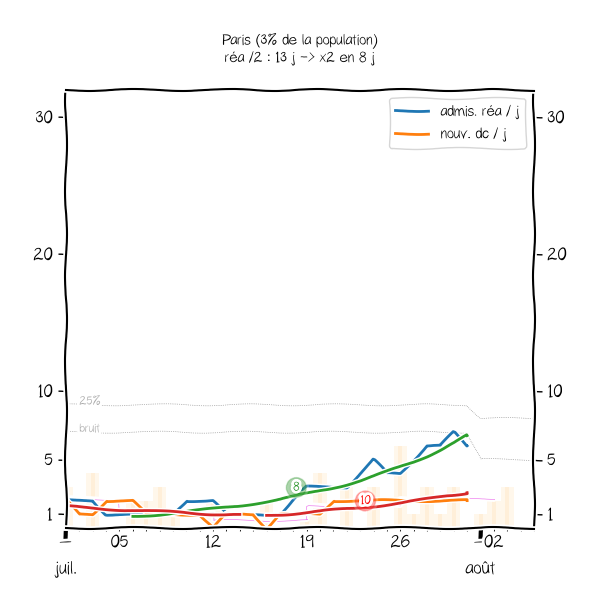 Paris (3% de la population)
réa /2 : 13 j -> x2 en 8 j
admis. réa / j
nouv. dc / j
30
30
20
20
10
10
25%
bruit
5
5
8
10
1
1
05
12
19
26
02
juil.
août